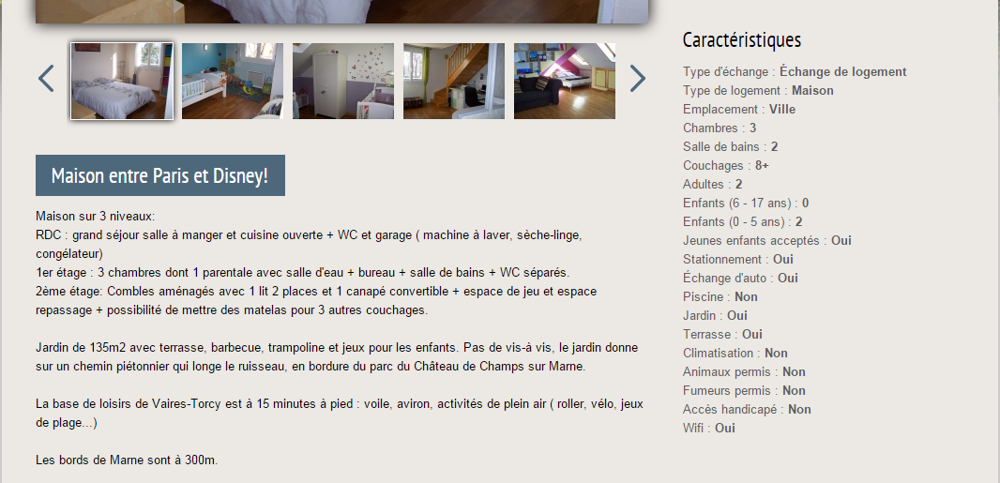 Maison entre Paris et Disney!
Maison sur 3 niveaux:
RDC : grand séjour salle à manger et cuisine ouverte + WC et garage ( machine à laver, sèche-linge,
congélateur)
1er étage : 3 chambres dont 1 parentale avec salle d'eau + bureau + salle de bains + WC séparés.
2ème étage: Combles aménagés avec 1 lit 2 places et 1 canapé convertible + espace de jeu et espace
repassage + possibilité de mettre des matelas pour 3 autres couchages.
Jardin de 135m2 avec terrasse, barbecue, trampoline et jeux pour les enfants. Pas de vis-à vis, le jardin donne
sur un chemin piétonnier qui longe le ruisseau, en bordure du parc du Château de Champs sur Marne.
La base de loisirs de Vaires-Torcy est à 15 minutes à pied : voile, aviron, activités de plein air ( roller, vélo, jeux
de plage...)
Les bords de Marne sont à 300m.
Caractéristiques
Type d'échange : Échange de logement
Type de logement : Maison
Emplacement : Ville
Chambres : 3
Salle de bains : 2
Couchages : 8+
Adultes : 2
Enfants (6 - 17 ans) : 0
Enfants (0 - 5 ans) : 2
Jeunes enfants acceptés : Oui
Stationnement : Oui
Échange d'auto : Oui
Piscine : Non
Jardin : Oui
Terrasse : Oui
Climatisation : Non
Animaux permis : Non
Fumeurs permis : Non
Accès handicapé : Non
Wifi : Oui